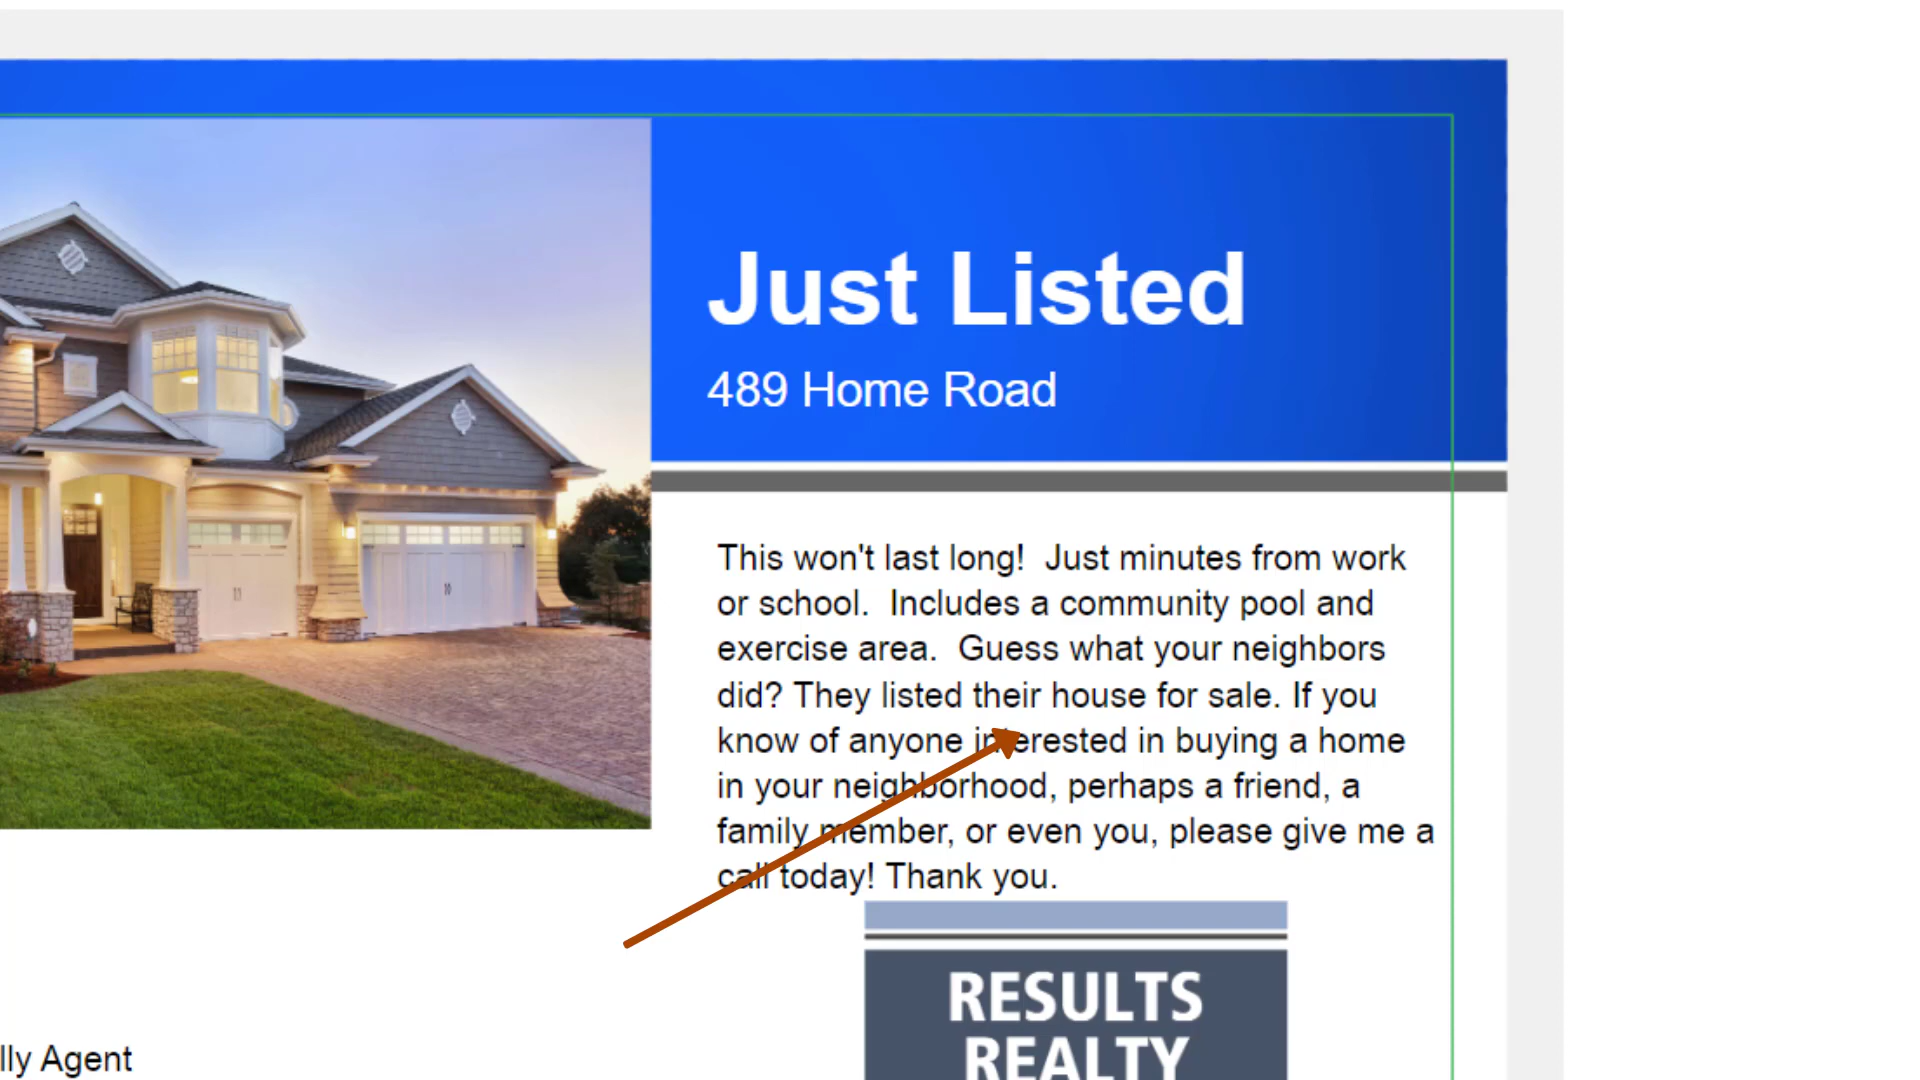 Just Listed
489 Home Road
This won't last long!  Just minutes from work
or school.  Includes a community pool and
exercise area.  Guess what your neighbors
did? They listed their house for sale. If you
know of anyone interested in buying a home
in your neighborhood, perhaps a friend, a
family member, or even you, please give me a
call today! Thank you.
RESULTS
REALTY
lly Agent